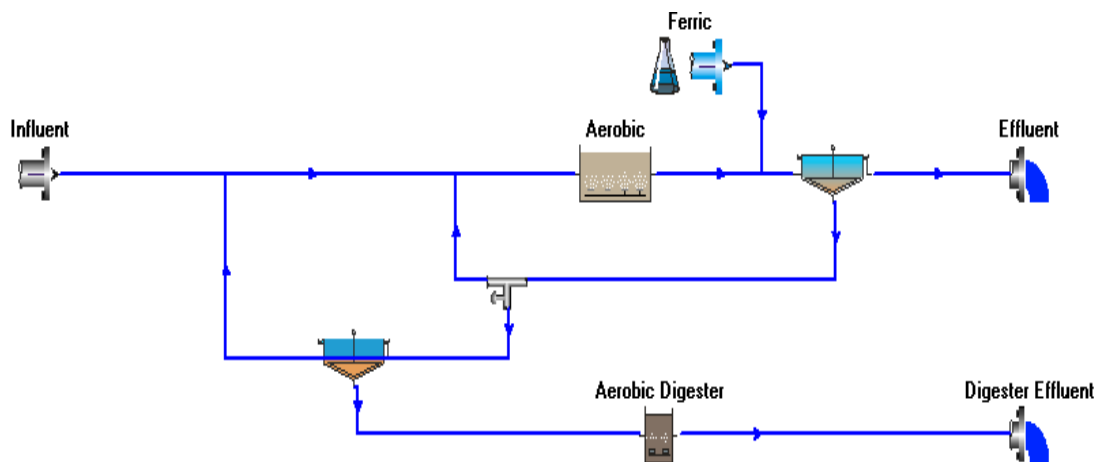 Ferric
Influent
Aerobic
Effluent
Aerobic Digester
Digester Effluent